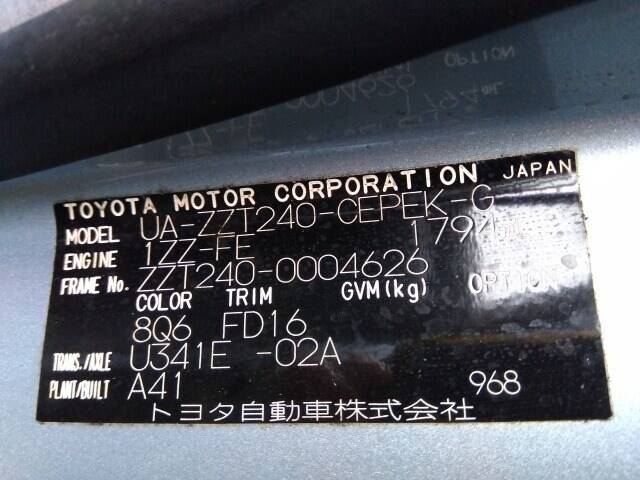 TOYOTA MOTOR CORPORATION JAPAN
MODEL UA-ZZT240-CEPEK-G
ENGINE 1ZZ-FE 1794mL
FRAME No. ZZT240-0004626
COLOR TRIM GVM(kg) OPTION
8Q6 FD16
TRANS./AXLE U341E -02A
PLANT/BUILT A41 968
トヨタ自動車株式会社